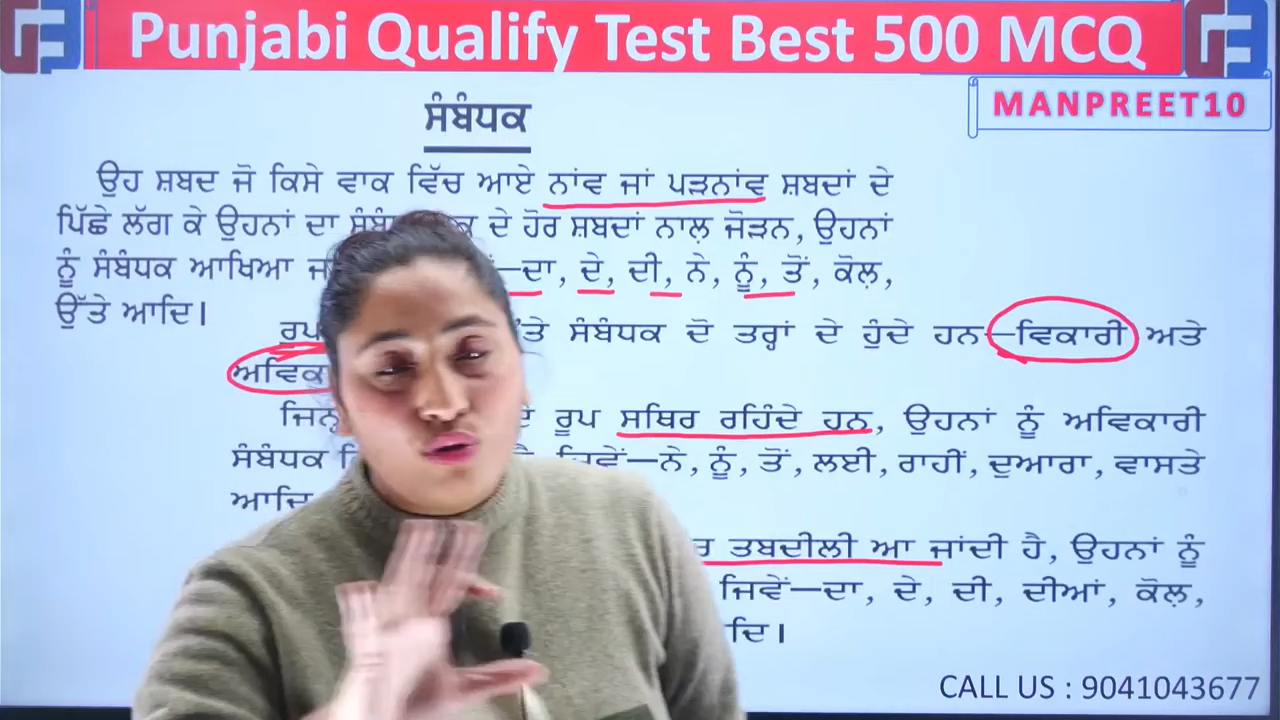 Punjabi Qualify Test Best 500 MCQ
MANPREET10
ਸੰਬੰਧਕ
ਉਹ ਸ਼ਬਦ ਜੋ ਕਿਸੇ ਵਾਕ ਵਿੱਚ ਆਏ ਨਾਂਵ ਜਾਂ ਪੜਨਾਂਵ ਸ਼ਬਦਾਂ ਦੇ
ਪਿੱਛੇ ਲੱਗ ਕੇ ਉਹਨਾਂ ਦਾ ਦੇ ਹੋਰ ਸ਼ਬਦਾਂ ਨਾਲ਼ ਜੋੜਨ, ਉਹਨਾਂ
ਨੂੰ ਸੰਬੰਧਕ ਆਖਿਆ —ਦਾ, ਦੇ, ਦੀ, ਨੇ, ਨੂੰ, ਤੋਂ, ਕੋਲ਼,
ਉੱਤੇ ਆਦਿ।
ਰੂਪ ਸੰਬੰਧਕ ਦੋ ਤਰ੍ਹਾਂ ਦੇ ਹੁੰਦੇ ਹਨ—ਵਿਕਾਰੀ ਅਤੇ
ਰੂਪ ਸਥਿਰ ਰਹਿੰਦੇ ਹਨ, ਉਹਨਾਂ ਨੂੰ ਅਵਿਕਾਰੀ
ਸੰਬੰਧਕ ਜਿਵੇਂ—ਨੇ, ਨੂੰ, ਤੋਂ, ਲਈ, ਰਾਹੀਂ, ਦੁਆਰਾ, ਵਾਸਤੇ
ਆਦਿ
ਤਬਦੀਲੀ ਆ ਜਾਂਦੀ ਹੈ, ਉਹਨਾਂ ਨੂੰ
ਜਿਵੇਂ—ਦਾ, ਦੇ, ਦੀ, ਦੀਆਂ, ਕੋਲ਼,
CALL US : 9041043677